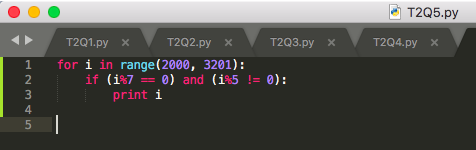 T2Q5.py
T2Q1.py × T2Q2.py × T2Q3.py × T2Q4.py ×
1 for i in range(2000, 3201):
2     if (i%7 == 0) and (i%5 != 0):
3         print i
4
5